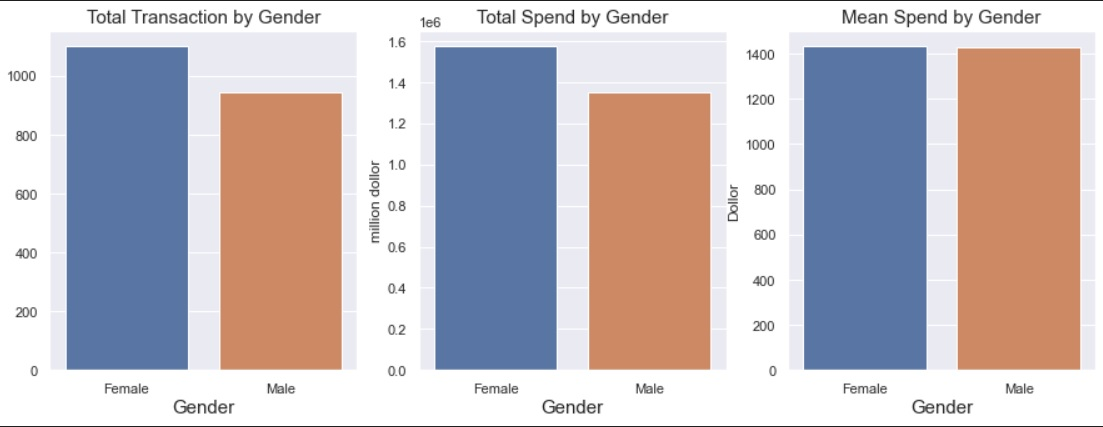 Total Transaction by Gender
1000
800
600
400
200
0
Female Male
Gender
Total Spend by Gender
1e6
million dollor
1.6
1.4
1.2
1.0
0.8
0.6
0.4
0.2
0.0
Female Male
Gender
Mean Spend by Gender
Dollor
1400
1200
1000
800
600
400
200
0
Female Male
Gender